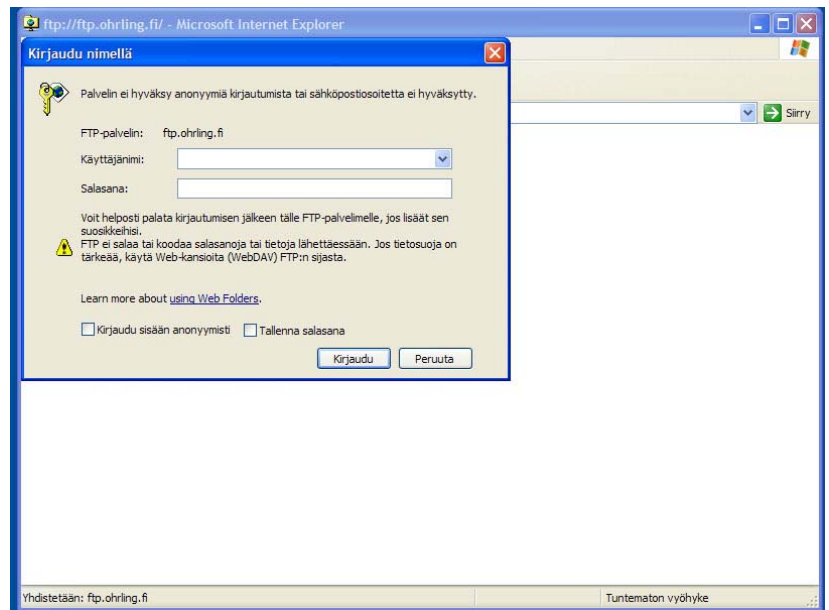 ftp://ftp.ohrling.fi/ - Microsoft Internet Explorer
Kirjaudu nimellä
Palvelin ei hyväksy anonyymiä kirjautumista tai sähköpostiosoitetta ei hyväksytty.
FTP-palvelin: ftp.ohrling.fi
Siirry
Käyttäjänimi:
Salasana:
Voit helposti palata kirjautumisen jälkeen tälle FTP-palvelimelle, jos lisäät sen
suosikkeihisi.
FTP ei salaa tai koodaa salasanoja tai tietoja lähettäessään. Jos tietosuoja on
tärkeää, käytä Web-kansioita (WebDAV) FTP:n sijasta.
Learn more about using Web Folders.
Kirjaudu sisään anonyymisti Tallenna salasana
Kirjaudu Peruuta
Yhdistetään: ftp.ohrling.fi Tuntematon vyöhyke